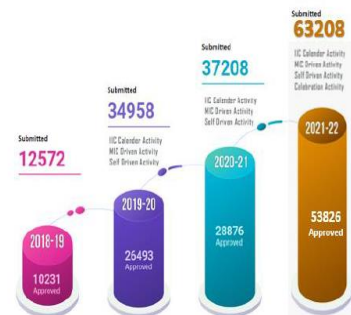 Submitted
12572
2018-19
10231
Approved
Submitted
34958
IIC Calender Activity
MIC Driven Activity
Self Driven Activity
2019-20
26493
Approved
Submitted
37208
IIC Calender Activity
MIC Driven Activity
Self Driven Activity
2020-21
28876
Approved
Submitted
63208
IIC Calender Activity
MIC Driven Activity
Self Driven Activity
Celebration Activity
2021-22
53826
Approved